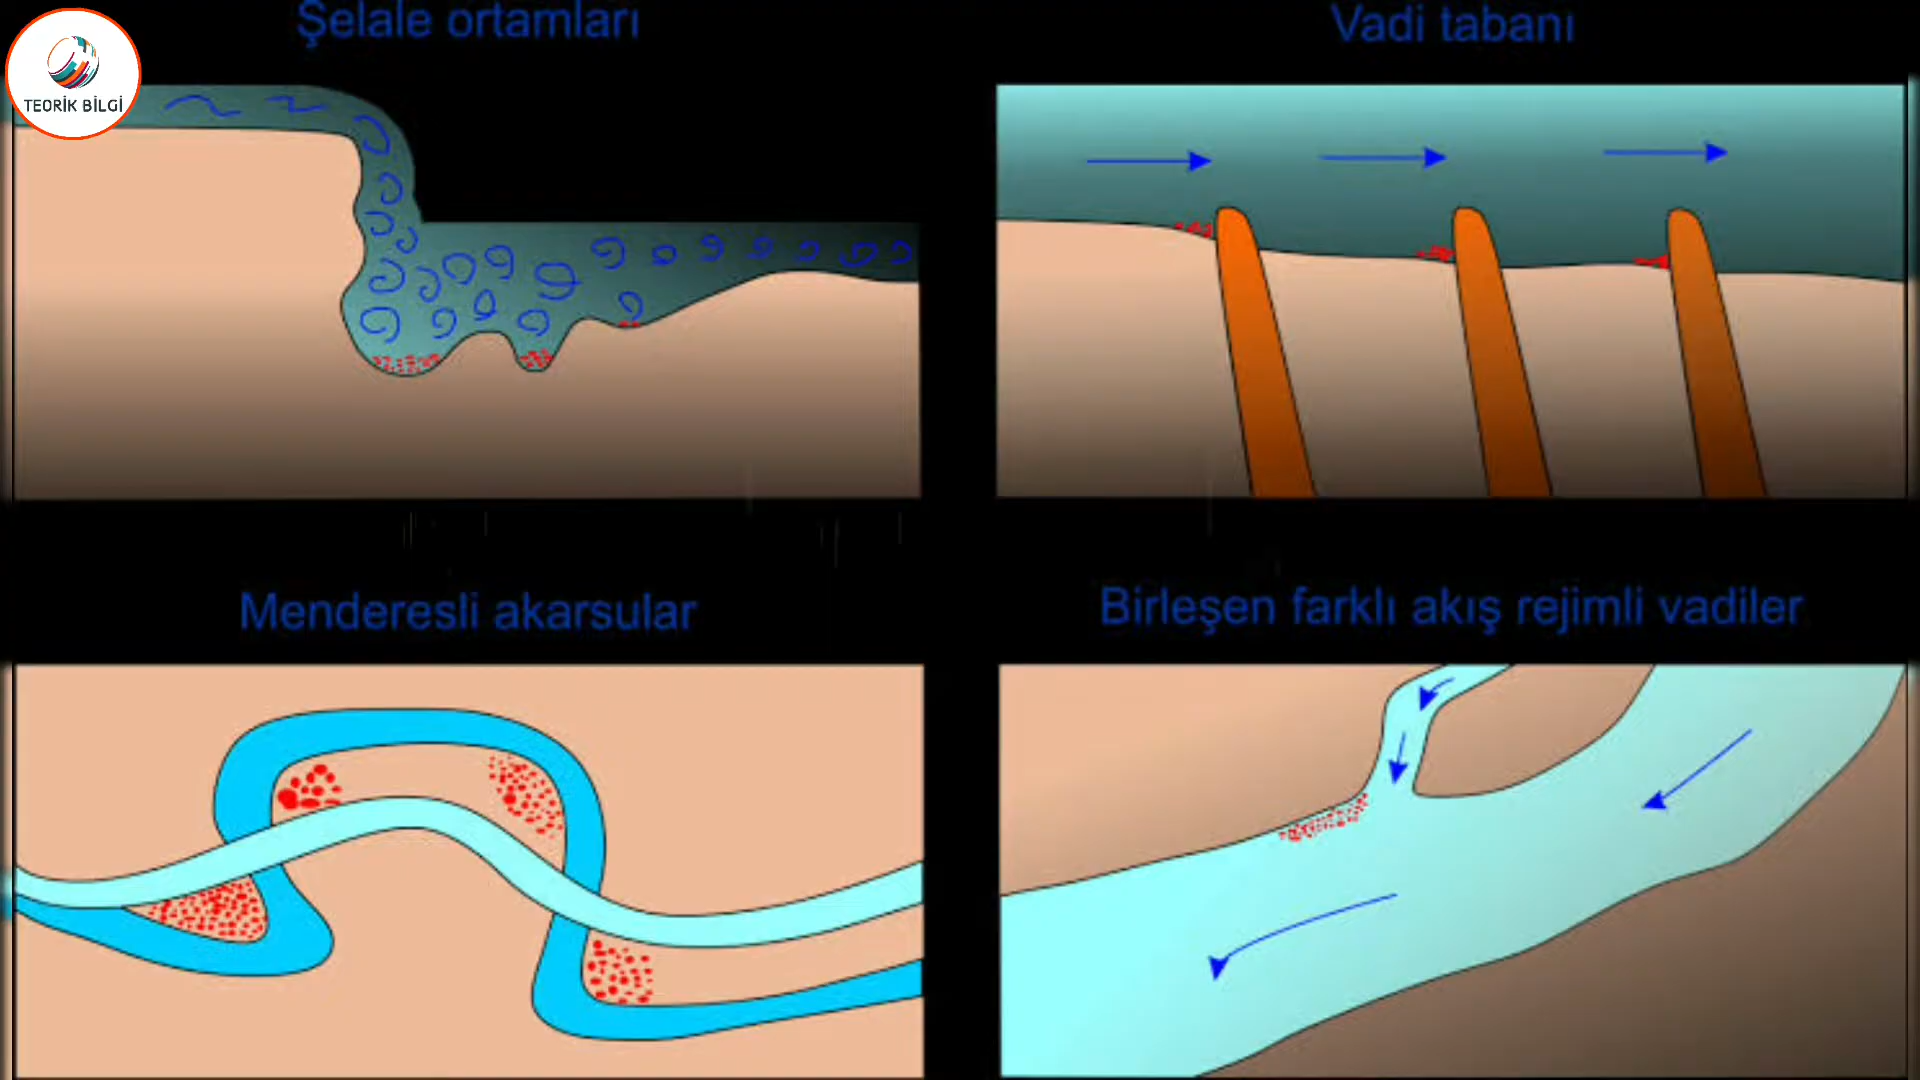 Şelale ortamları
Vadi tabanı
TEORİK BİLGİ
Menderesli akarsular
Birleşen farklı akış rejimli vadiler